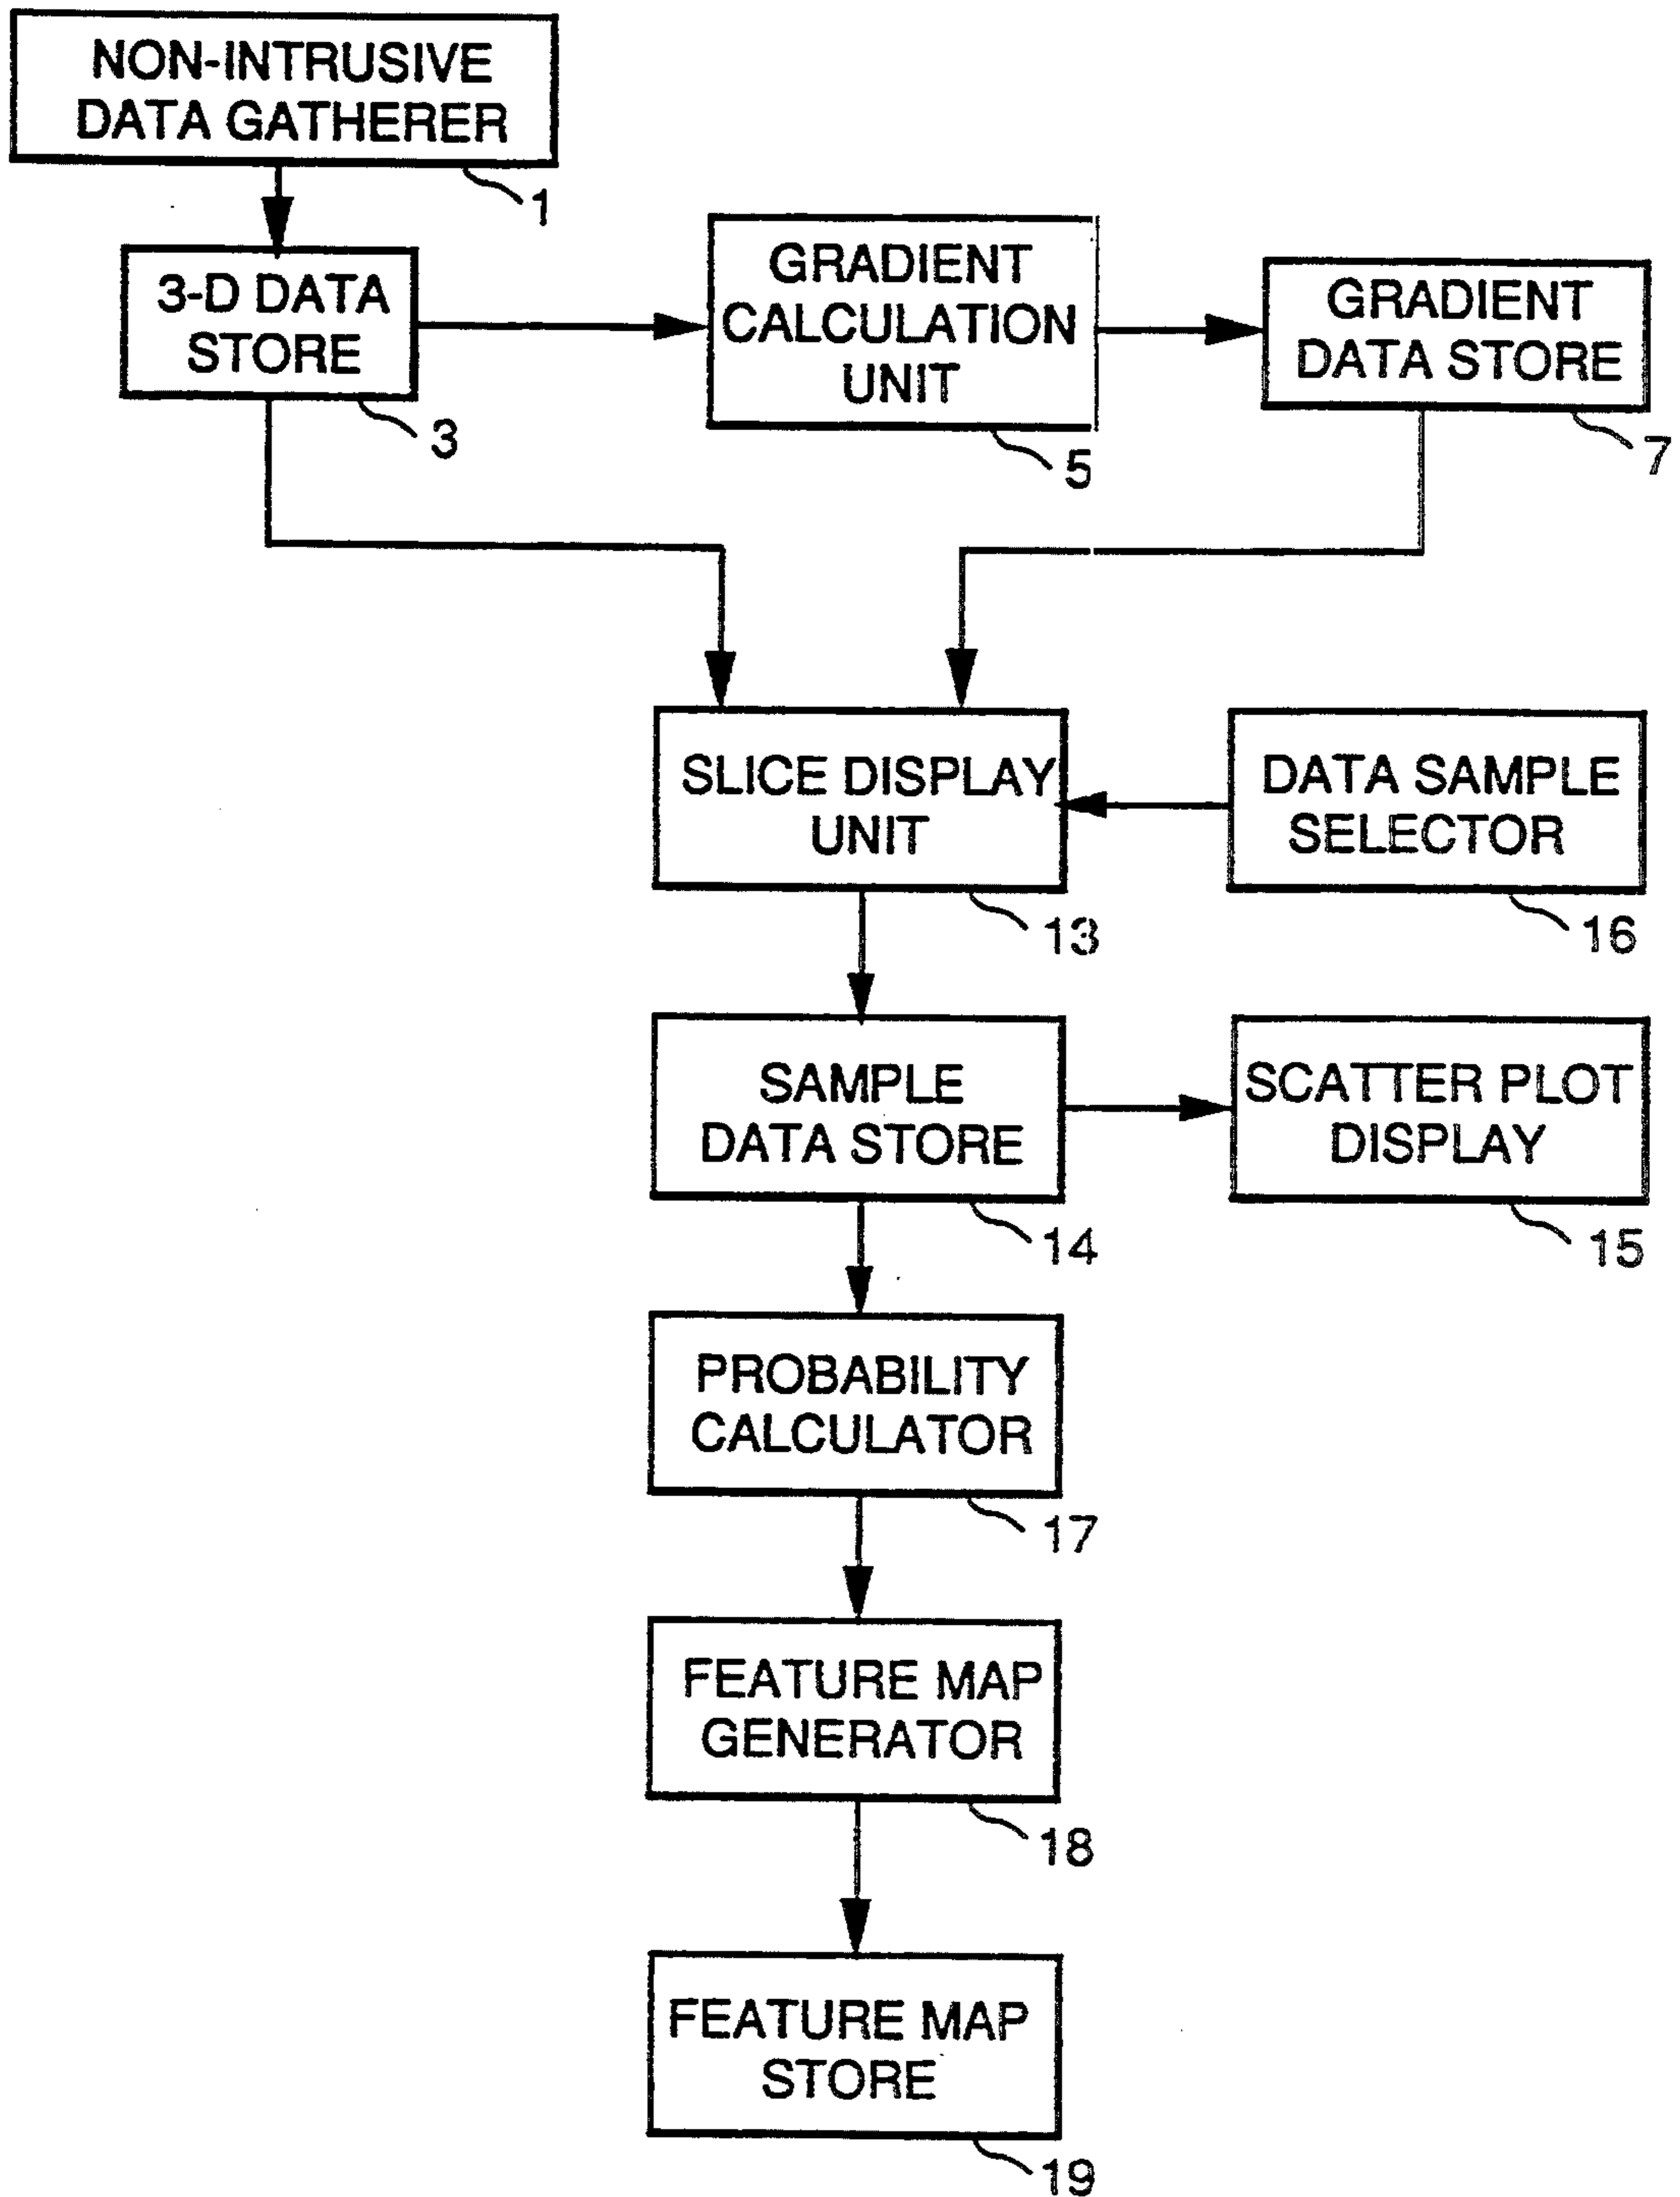 NON-INTRUSIVE
DATA GATHERER
1
3-D DATA
STORE
3
GRADIENT
CALCULATION
UNIT
5
GRADIENT
DATA STORE
7
SLICE DISPLAY
UNIT
13
DATA SAMPLE
SELECTOR
16
SAMPLE
DATA STORE
14
SCATTER PLOT
DISPLAY
15
PROBABILITY
CALCULATOR
17
FEATURE MAP
GENERATOR
18
FEATURE MAP
STORE
19